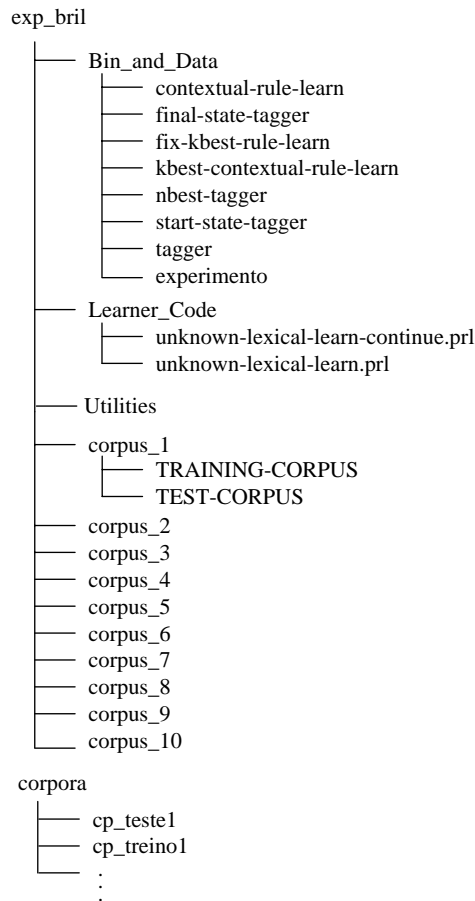 exp_bril
Bin_and_Data
contextual-rule-learn
final-state-tagger
fix-kbest-rule-learn
kbest-contextual-rule-learn
nbest-tagger
start-state-tagger
tagger
experimento
Learner_Code
unknown-lexical-learn-continue.prl
unknown-lexical-learn.prl
Utilities
corpus_1
TRAINING-CORPUS
TEST-CORPUS
corpus_2
corpus_3
corpus_4
corpus_5
corpus_6
corpus_7
corpus_8
corpus_9
corpus_10
corpora
cp_teste1
cp_treino1
.
.
.